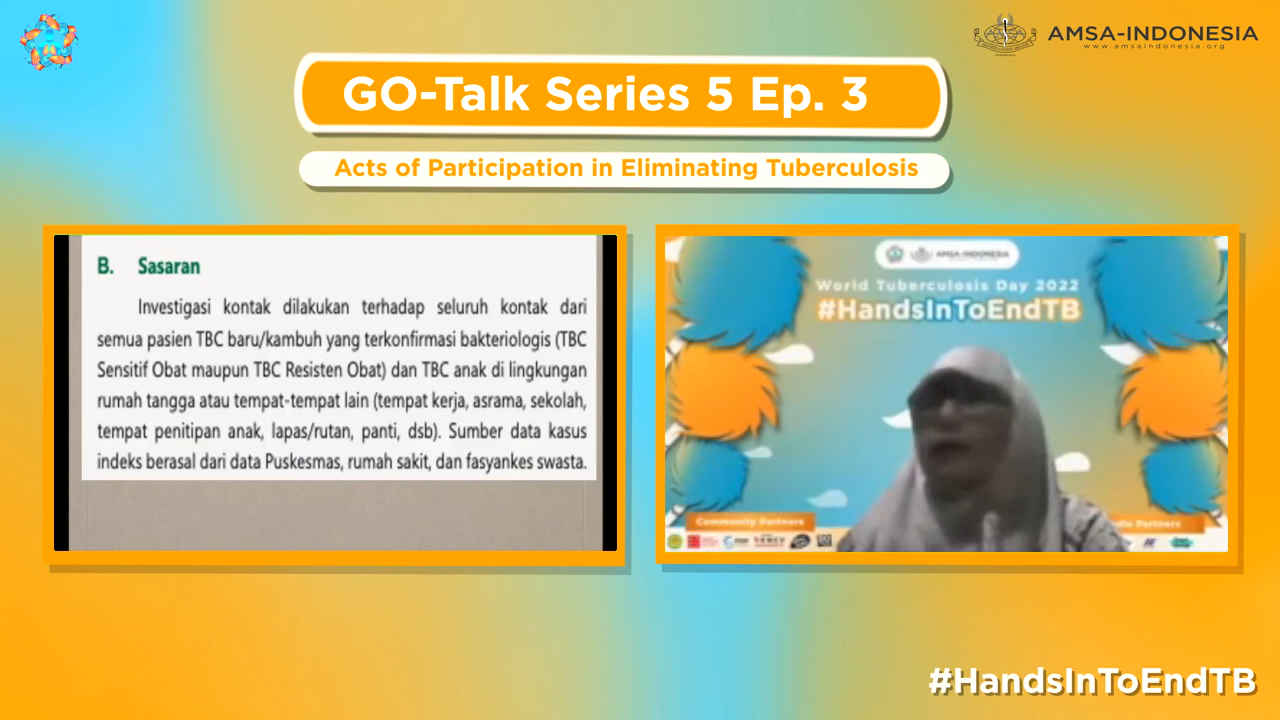 AMSA-INDONESIA
www.amsaindonesia.org
GO-Talk Series 5 Ep. 3
Acts of Participation in Eliminating Tuberculosis
B. Sasaran
Investigasi kontak dilakukan terhadap seluruh kontak dari
semua pasien TBC baru/kambuh yang terkonfirmasi bakteriologis (TBC
Sensitif Obat maupun TBC Resisten Obat) dan TBC anak di lingkungan
rumah tangga atau tempat-tempat lain (tempat kerja, asrama, sekolah,
tempat penitipan anak, lapas/rutan, panti, dsb). Sumber data kasus
indeks berasal dari data Puskesmas, rumah sakit, dan fasyankes swasta.
AMSA-INDONESIA
World Tuberculosis Day 2022
#HandsInToEndTB
Community Partners
Partners
#HandsInToEndTB